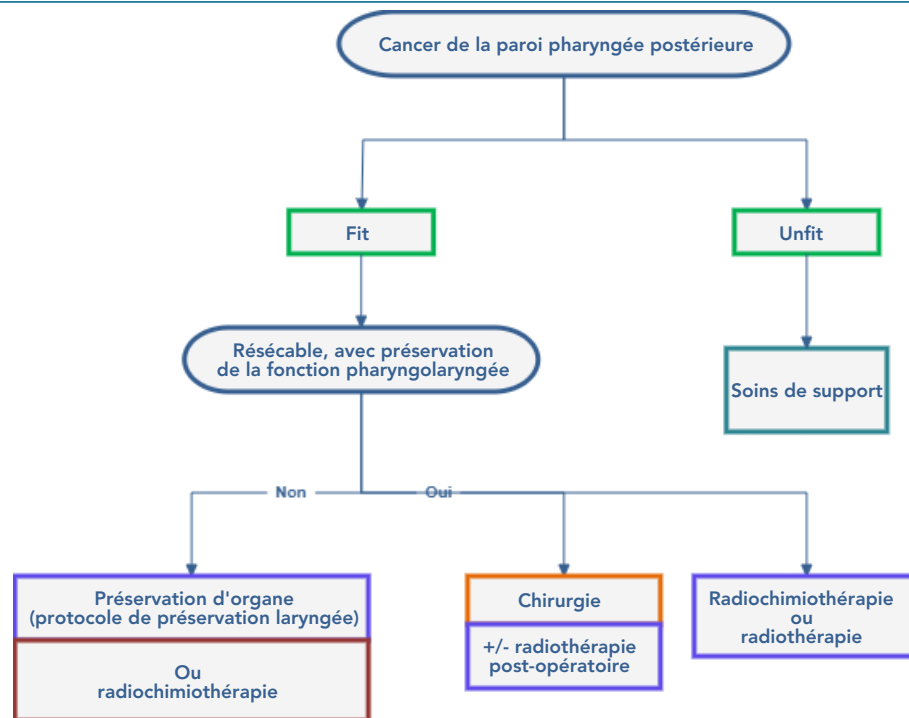 Cancer de la paroi pharyngée postérieure
Fit
Unfit
Résécable, avec préservation
de la fonction pharyngolaryngée
Soins de support
Non
Oui
Préservation d'organe
(protocole de préservation laryngée)
Ou
radiochimiothérapie
Chirurgie
+/- radiothérapie
post-opératoire
Radiochimiothérapie
ou
radiothérapie